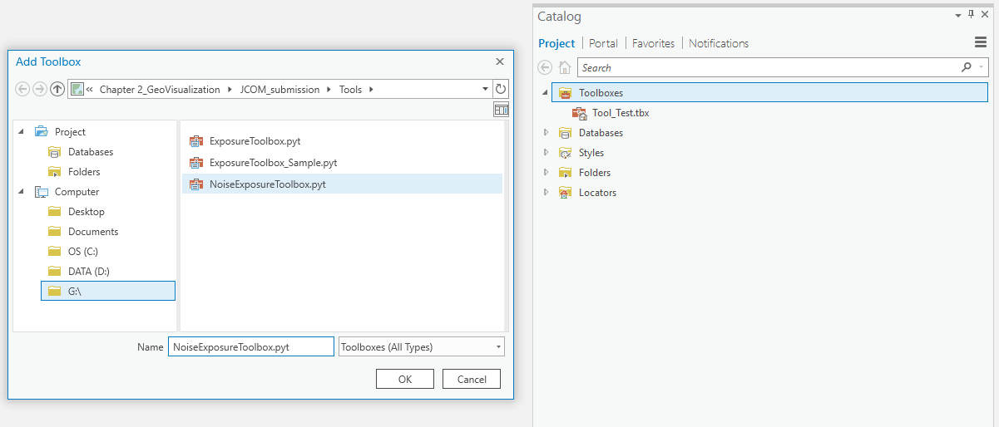 Add Toolbox
« Chapter 2_GeoVisualization JCOM_submission Tools
Project
Databases
Folders
Computer
Desktop
Documents
OS (C:)
DATA (D:)
G:\
ExposureToolbox.pyt
ExposureToolbox_Sample.pyt
NoiseExposureToolbox.pyt
Name NoiseExposureToolbox.pyt Toolboxes (All Types)
OK Cancel
Catalog
Project | Portal | Favorites | Notifications
Search
Toolboxes
Tool_Test.tbx
Databases
Styles
Folders
Locators